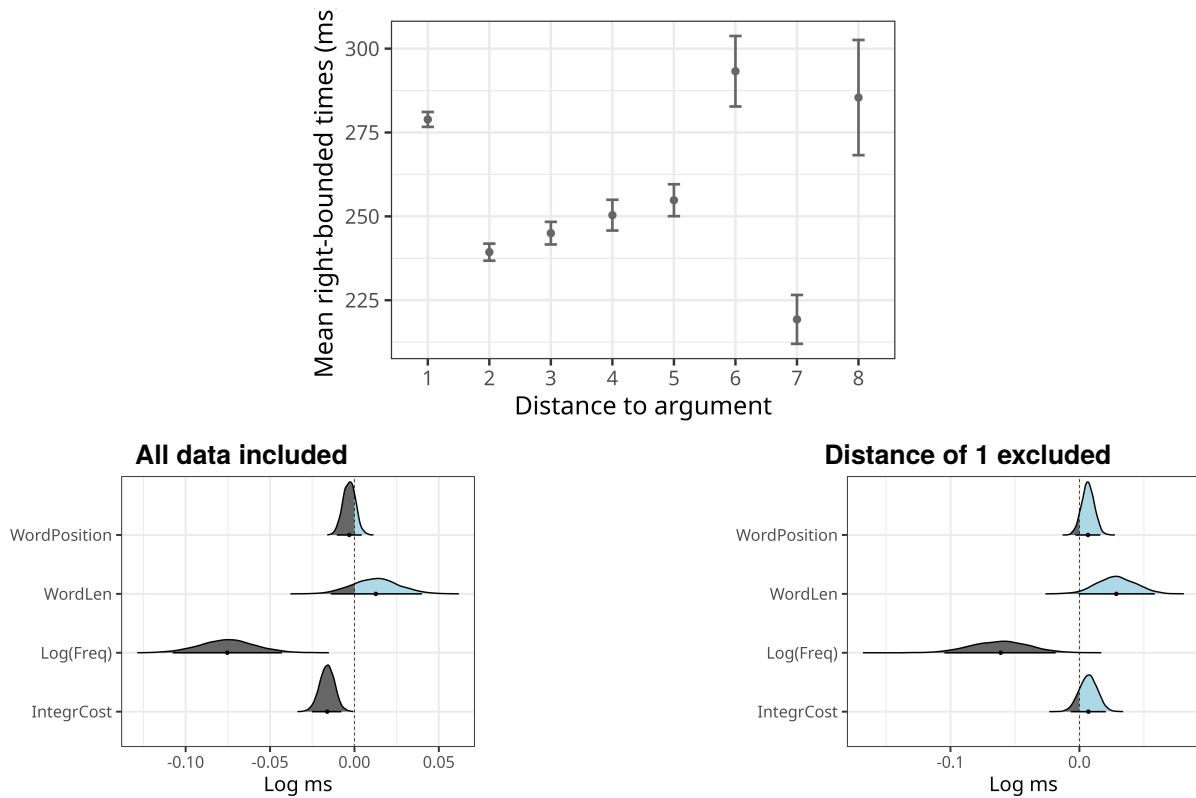 Mean right-bounded times (ms
300
275
250
225
1 2 3 4 5 6 7 8
Distance to argument
All data included
WordPosition
WordLen
Log(Freq)
IntegrCost
-0.10 -0.05 0.00 0.05
Log ms
Distance of 1 excluded
WordPosition
WordLen
Log(Freq)
IntegrCost
-0.1 0.0
Log ms